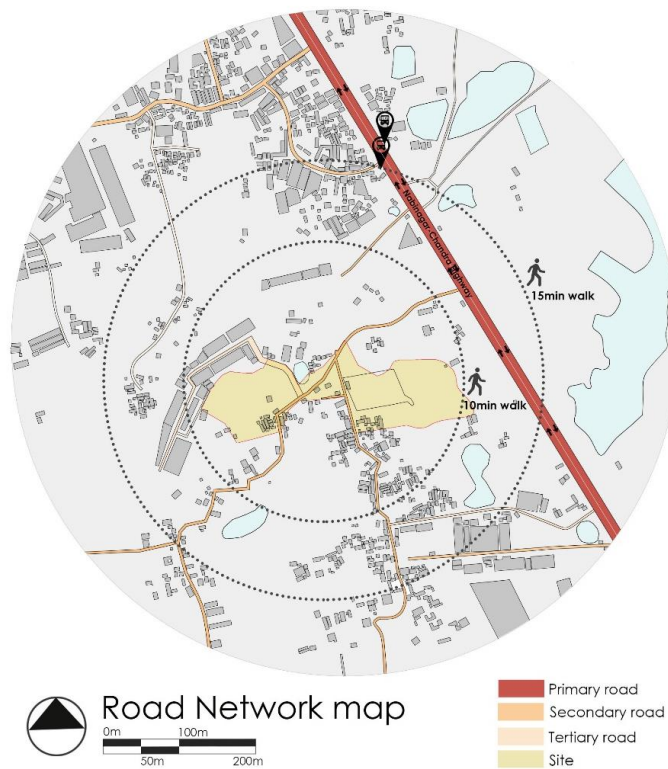 Nabinagar-Chandra Highway
15min walk
10min walk
Road Network map
0m 100m
50m 200m
Primary road
Secondary road
Tertiary road
Site